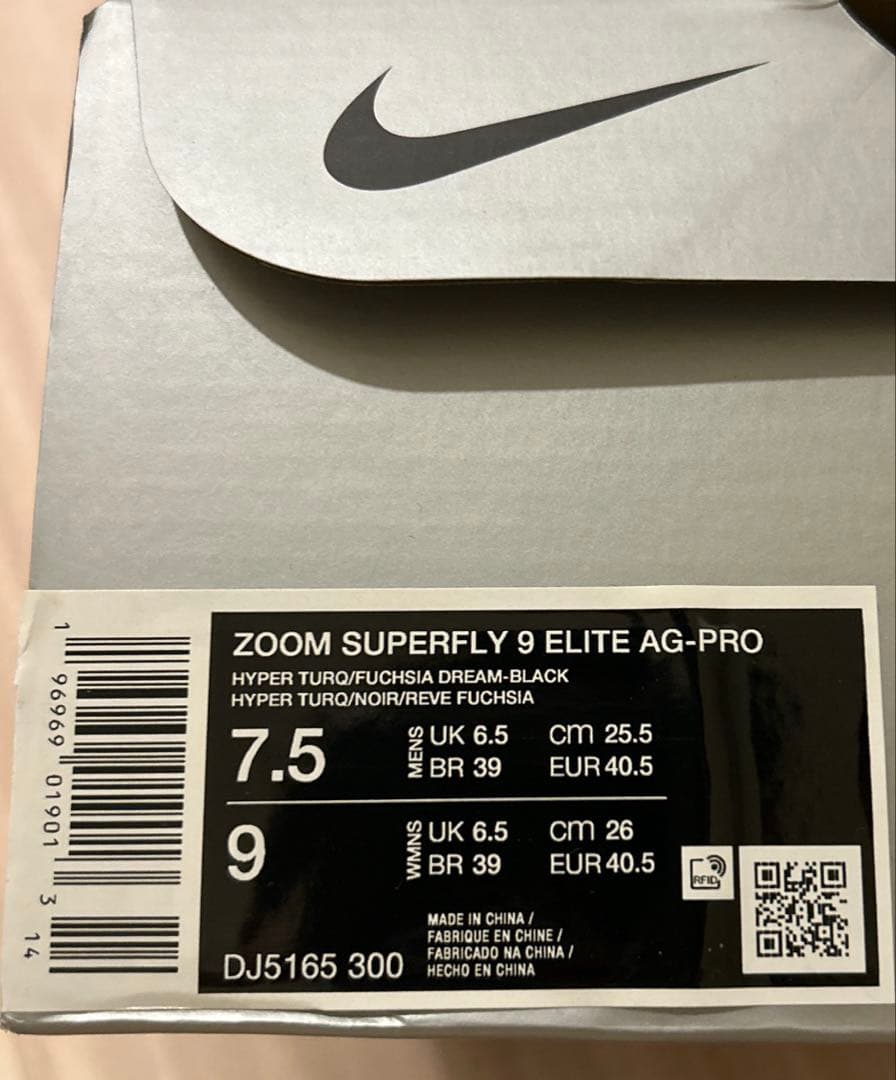 ZOOM SUPERFLY 9 ELITE AG-PRO
HYPER TURQ/FUCHSIA DREAM-BLACK
HYPER TURQ/NOIR/REVE FUCHSIA
7.5 MENS UK 6.5 cm 25.5
BR 39 EUR 40.5
9 WMNS UK 6.5 cm 26
BR 39 EUR 40.5
RFID
MADE IN CHINA /
FABRIQUE EN CHINE /
FABRICADO NA CHINA /
HECHO EN CHINA
DJ5165 300
1 96969 01901 3 14